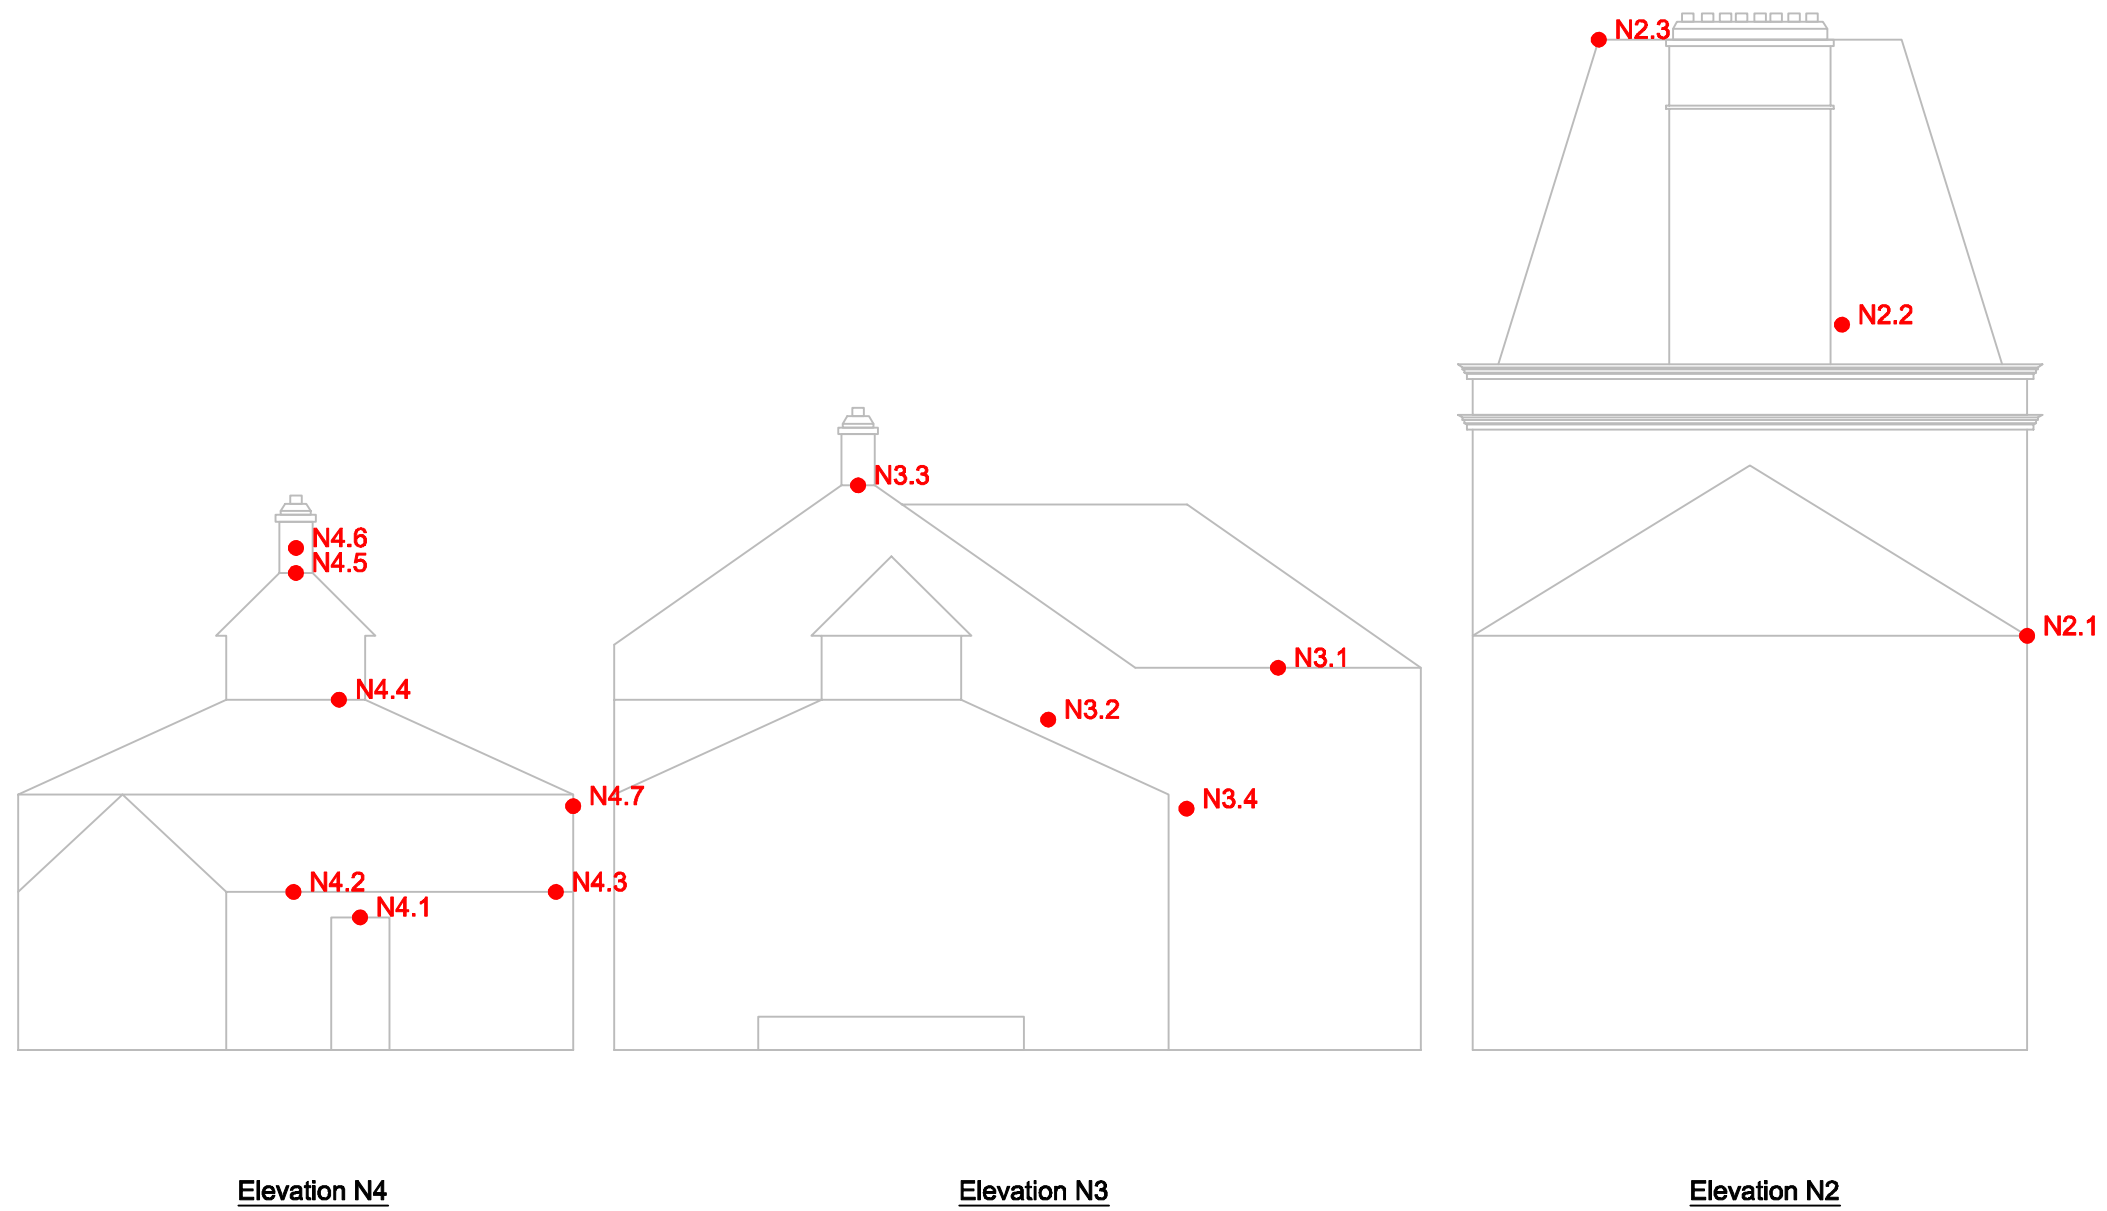 N2.3
N2.2
N3.3
N4.6
N4.5
N2.1
N3.1
N4.4
N3.2
N4.7
N3.4
N4.2
N4.3
N4.1
Elevation N4
Elevation N3
Elevation N2